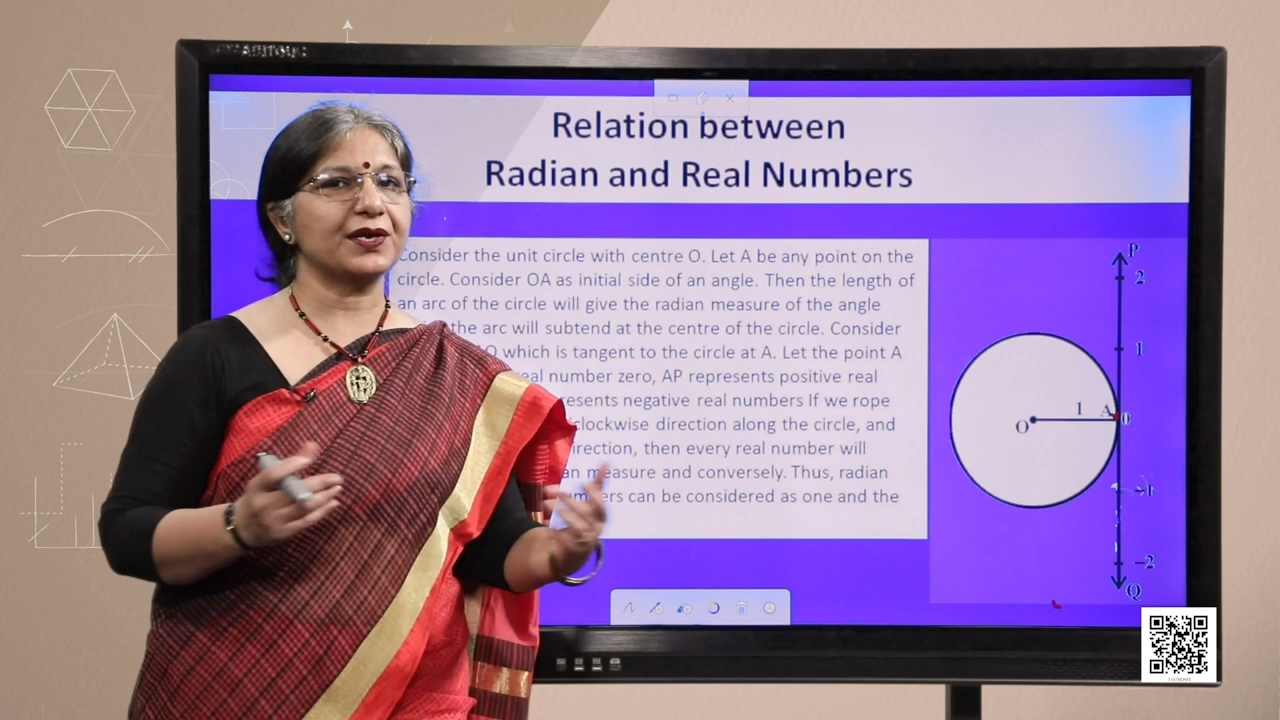 Relation between
Radian and Real Numbers
Consider the unit circle with centre O. Let A be any point on the
circle. Consider OA as initial side of an angle. Then the length of
an arc of the circle will give the radian measure of the angle
the arc will subtend at the centre of the circle. Consider
which is tangent to the circle at A. Let the point A
real number zero, AP represents positive real
negative real numbers If we rope
direction along the circle, and
then every real number will
measure and conversely. Thus, radian
can be considered as one and the
P
2
1
1
A
0
O
-1
-2
Q